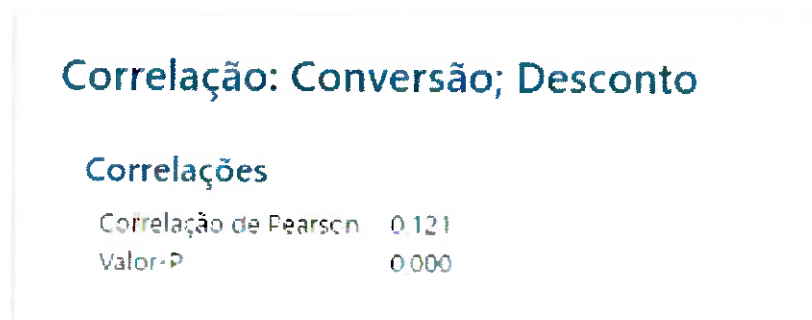 Correlação: Conversão; Desconto
Correlações
Correlação de Pearson 0,121
Valor-P 0,000